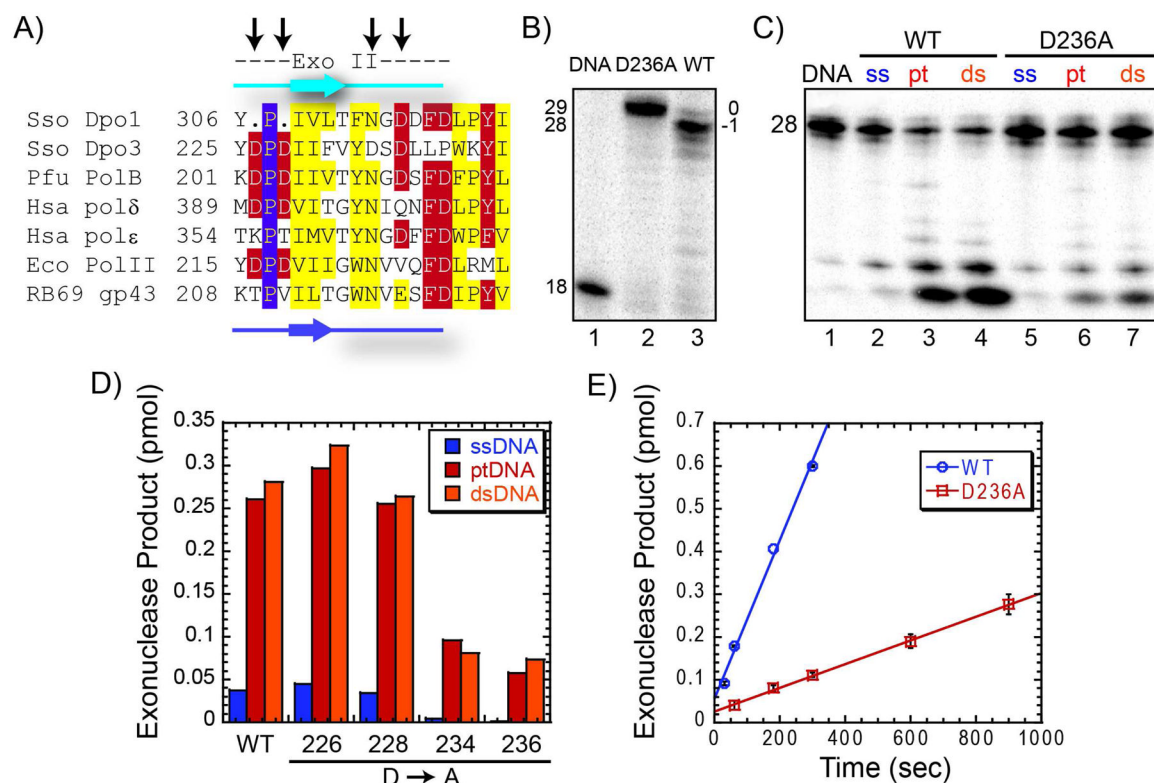 A)
----Exo II-----
Sso Dpo1 306 Y.P.IVLTFNGDDFDLPYI
Sso Dpo3 225 YDPDIIFVYDSDLLPWKYI
Pfu PolB 201 KDPDIIVTYNGDSFDFPYL
Hsa polδ 389 MDPDVITGYNIQNFDLPYL
Hsa polε 354 TKPTIMVTYNGDFFDWPFV
Eco PolII 215 YDPDVIIGWNVVQFDLRML
RB69 gp43 208 KTPVILTGWNVESFDIPYV
B)
DNA D236A WT
29
28
18
0
-1
1 2 3
C)
WT D236A
DNA ss pt ds ss pt ds
28
1 2 3 4 5 6 7
D)
Exonuclease Product (pmol)
0.35
0.3
0.25
0.2
0.15
0.1
0.05
0
ssDNA
ptDNA
dsDNA
WT 226 228 234 236
D → A
E)
Exonuclease Product (pmol)
0.7
0.6
0.5
0.4
0.3
0.2
0.1
0.0
WT
D236A
0 200 400 600 800 1000
Time (sec)